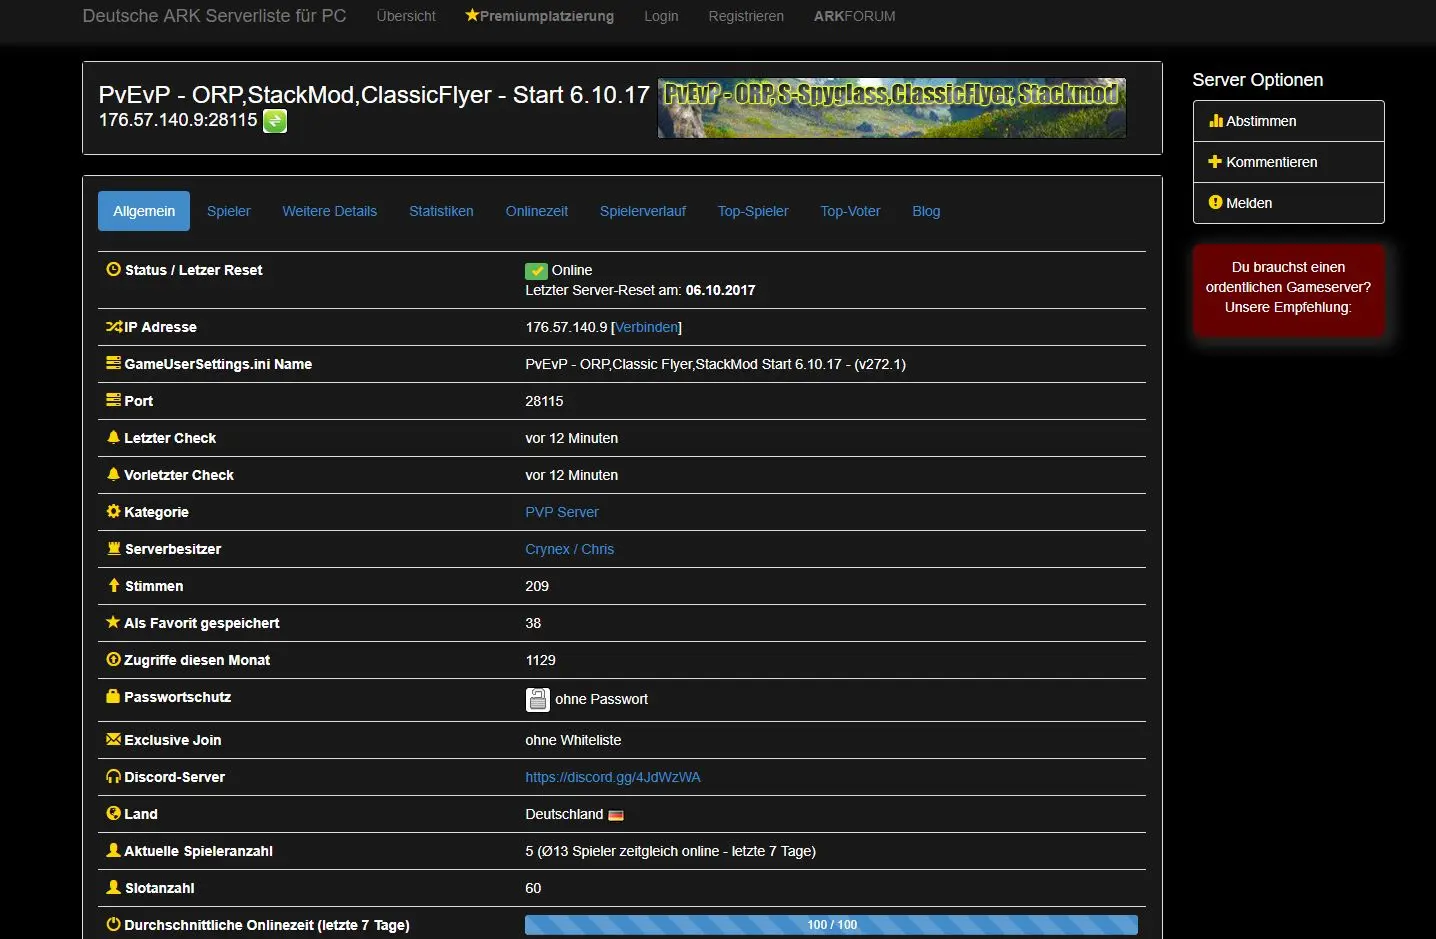 Deutsche ARK Serverliste für PC Übersicht Premiumplatzierung Login Registrieren ARKFORUM
PvEvP - ORP,StackMod,ClassicFlyer - Start 6.10.17
176.57.140.9:28115
PvEvP - ORP,S-Spyglass,ClassicFlyer, Stackmod
Server Optionen
Abstimmen
Kommentieren
Melden
Du brauchst einen
ordentlichen Gameserver?
Unsere Empfehlung:
Allgemein Spieler Weitere Details Statistiken Onlinezeit Spielerverlauf Top-Spieler Top-Voter Blog
Status / Letzer Reset Online
Letzter Server-Reset am: 06.10.2017
IP Adresse 176.57.140.9 [Verbinden]
GameUserSettings.ini Name PvEvP - ORP,Classic Flyer,StackMod Start 6.10.17 - (v272.1)
Port 28115
Letzter Check vor 12 Minuten
Vorletzter Check vor 12 Minuten
Kategorie PVP Server
Serverbesitzer Crynex / Chris
Stimmen 209
Als Favorit gespeichert 38
Zugriffe diesen Monat 1129
Passwortschutz ohne Passwort
Exclusive Join ohne Whiteliste
Discord-Server https://discord.gg/4JdWzWA
Land Deutschland
Aktuelle Spieleranzahl 5 (Ø13 Spieler zeitgleich online - letzte 7 Tage)
Slotanzahl 60
Durchschnittliche Onlinezeit (letzte 7 Tage) 100 / 100